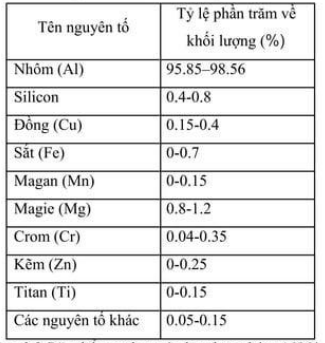 Tên nguyên tố
Tỷ lệ phần trăm về
khối lượng (%)
Nhôm (Al)
95.85–98.56
Silicon
0.4-0.8
Đồng (Cu)
0.15-0.4
Sắt (Fe)
0-0.7
Magan (Mn)
0-0.15
Magie (Mg)
0.8-1.2
Crom (Cr)
0.04-0.35
Kẽm (Zn)
0-0.25
Titan (Ti)
0-0.15
Các nguyên tố khác
0.05-0.15